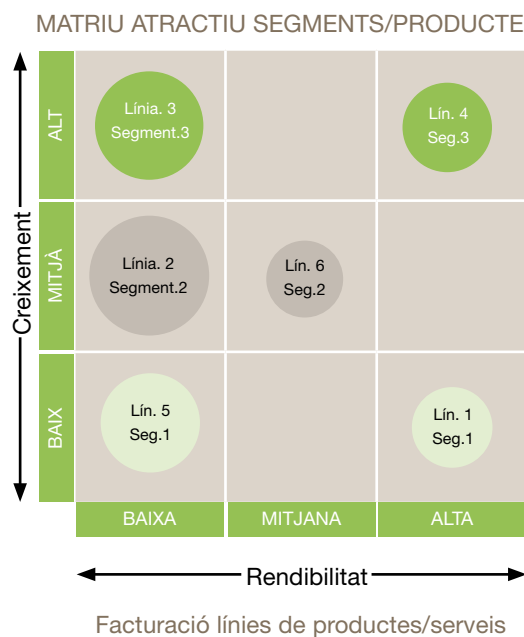 MATRIU ATRACTIU SEGMENTS/PRODUCTE
Creixement
ALT
Línia. 3
Segment.3
Lín. 4
Seg.3
MITJÀ
Línia. 2
Segment.2
Lín. 6
Seg.2
BAIX
Lín. 5
Seg.1
Lín. 1
Seg.1
BAIXA
MITJANA
ALTA
Rendibilitat
Facturació línies de productes/serveis